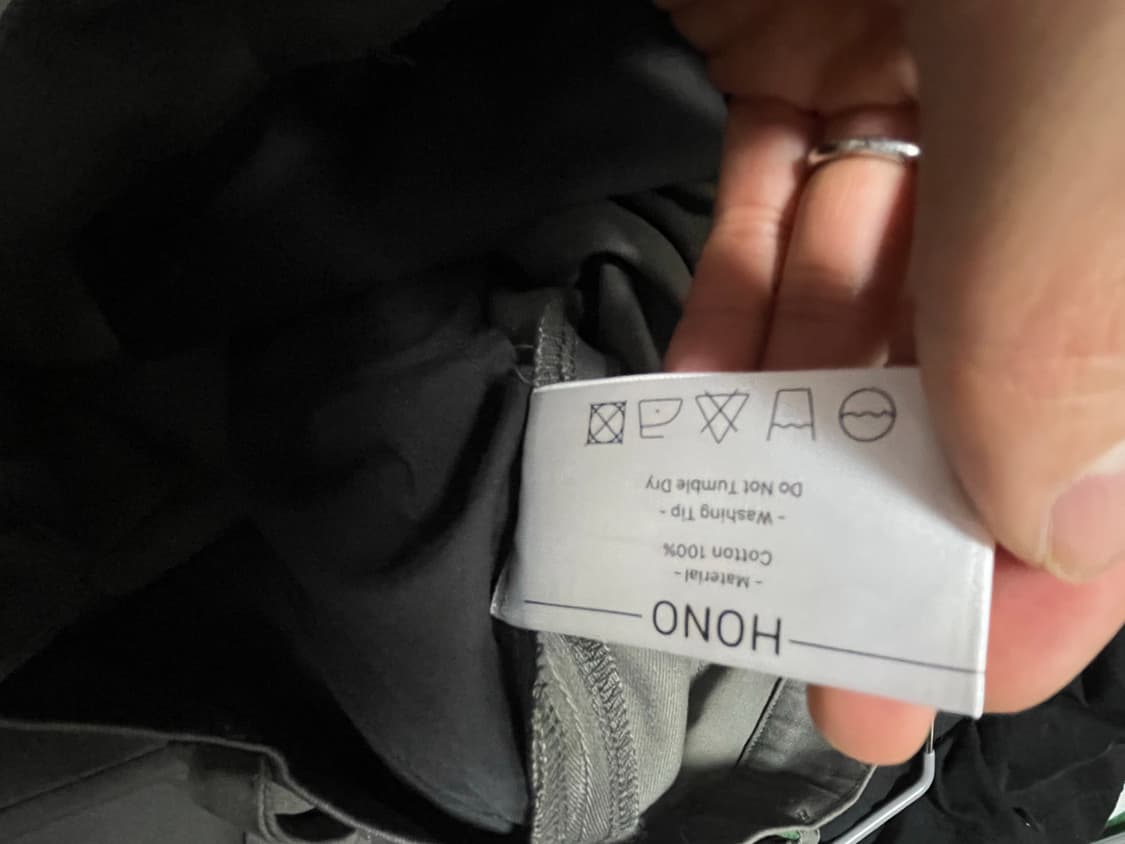 HONO
- Material -
Cotton 100%
- Washing Tip -
Do Not Tumble Dry